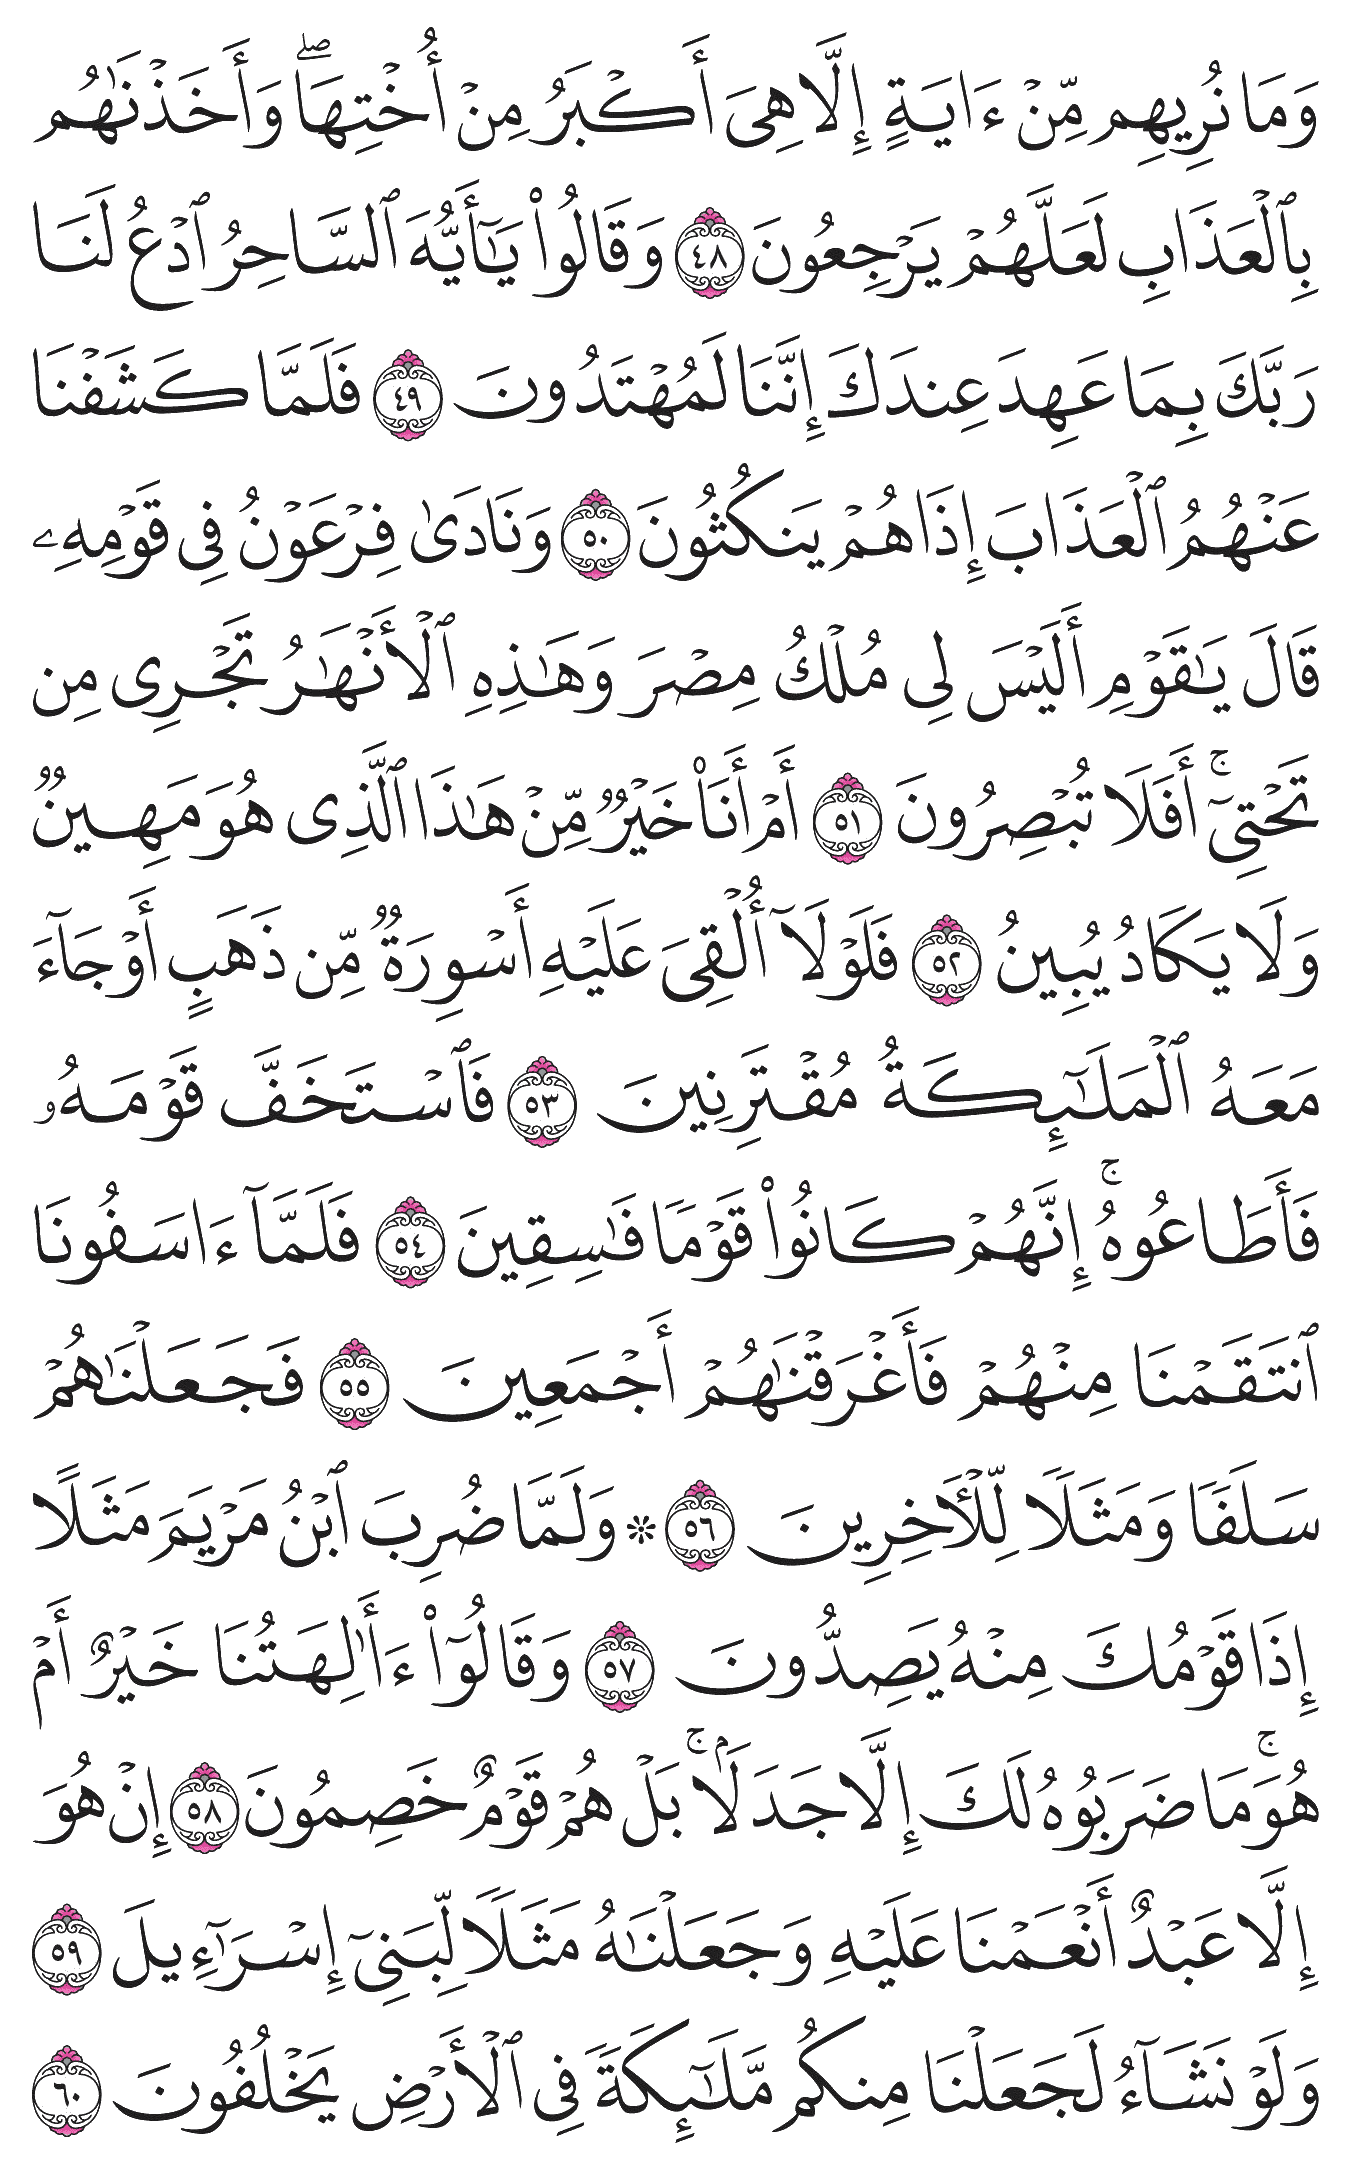 وَمَا نُرِيهِم مِّنْ ءَايَةٍ إِلَّا هِىَ أَكْبَرُ مِنْ أُخْتِهَا ۖ وَأَخَذْنَٰهُم
بِٱلْعَذَابِ لَعَلَّهُمْ يَرْجِعُونَ ٤٨ وَقَالُوا۟ يَٰٓأَيُّهَ ٱلسَّاحِرُ ٱدْعُ لَنَا
رَبَّكَ بِمَا عَهِدَ عِندَكَ إِنَّنَا لَمُهْتَدُونَ ٤٩ فَلَمَّا كَشَفْنَا
عَنْهُمُ ٱلْعَذَابَ إِذَا هُمْ يَنكُثُونَ ٥٠ وَنَادَىٰ فِرْعَوْنُ فِى قَوْمِهِۦ
قَالَ يَٰقَوْمِ أَلَيْسَ لِى مُلْكُ مِصْرَ وَهَٰذِهِ ٱلْأَنْهَٰرُ تَجْرِى مِن
تَحْتِىٓ ۚ أَفَلَا تُبْصِرُونَ ٥١ أَمْ أَنَا۠ خَيْرٌ مِّنْ هَٰذَا ٱلَّذِى هُوَ مَهِينٌ
وَلَا يَكَادُ يُبِينُ ٥٢ فَلَوْلَآ أُلْقِىَ عَلَيْهِ أَسْوِرَةٌ مِّن ذَهَبٍ أَوْ جَآءَ
مَعَهُ ٱلْمَلَٰٓئِكَةُ مُقْتَرِنِينَ ٥٣ فَٱسْتَخَفَّ قَوْمَهُۥ
فَأَطَاعُوهُ ۚ إِنَّهُمْ كَانُوا۟ قَوْمًا فَٰسِقِينَ ٥٤ فَلَمَّآ ءَاسَفُونَا
ٱنتَقَمْنَا مِنْهُمْ فَأَغْرَقْنَٰهُمْ أَجْمَعِينَ ٥٥ فَجَعَلْنَٰهُمْ
سَلَفًا وَمَثَلًا لِّلْـَٔاخِرِينَ ٥٦ ۞ وَلَمَّا ضُرِبَ ٱبْنُ مَرْيَمَ مَثَلًا
إِذَا قَوْمُكَ مِنْهُ يَصِدُّونَ ٥٧ وَقَالُوٓا۟ ءَأَٰلِهَتُنَا خَيْرٌ أَمْ
هُوَ ۚ مَا ضَرَبُوهُ لَكَ إِلَّا جَدَلًۢا ۚ بَلْ هُمْ قَوْمٌ خَصِمُونَ ٥٨ إِنْ هُوَ
إِلَّا عَبْدٌ أَنْعَمْنَا عَلَيْهِ وَجَعَلْنَٰهُ مَثَلًا لِّبَنِىٓ إِسْرَٰٓءِيلَ ٥٩
وَلَوْ نَشَآءُ لَجَعَلْنَا مِنكُم مَّلَٰٓئِكَةً فِى ٱلْأَرْضِ يَخْلُفُونَ ٦٠